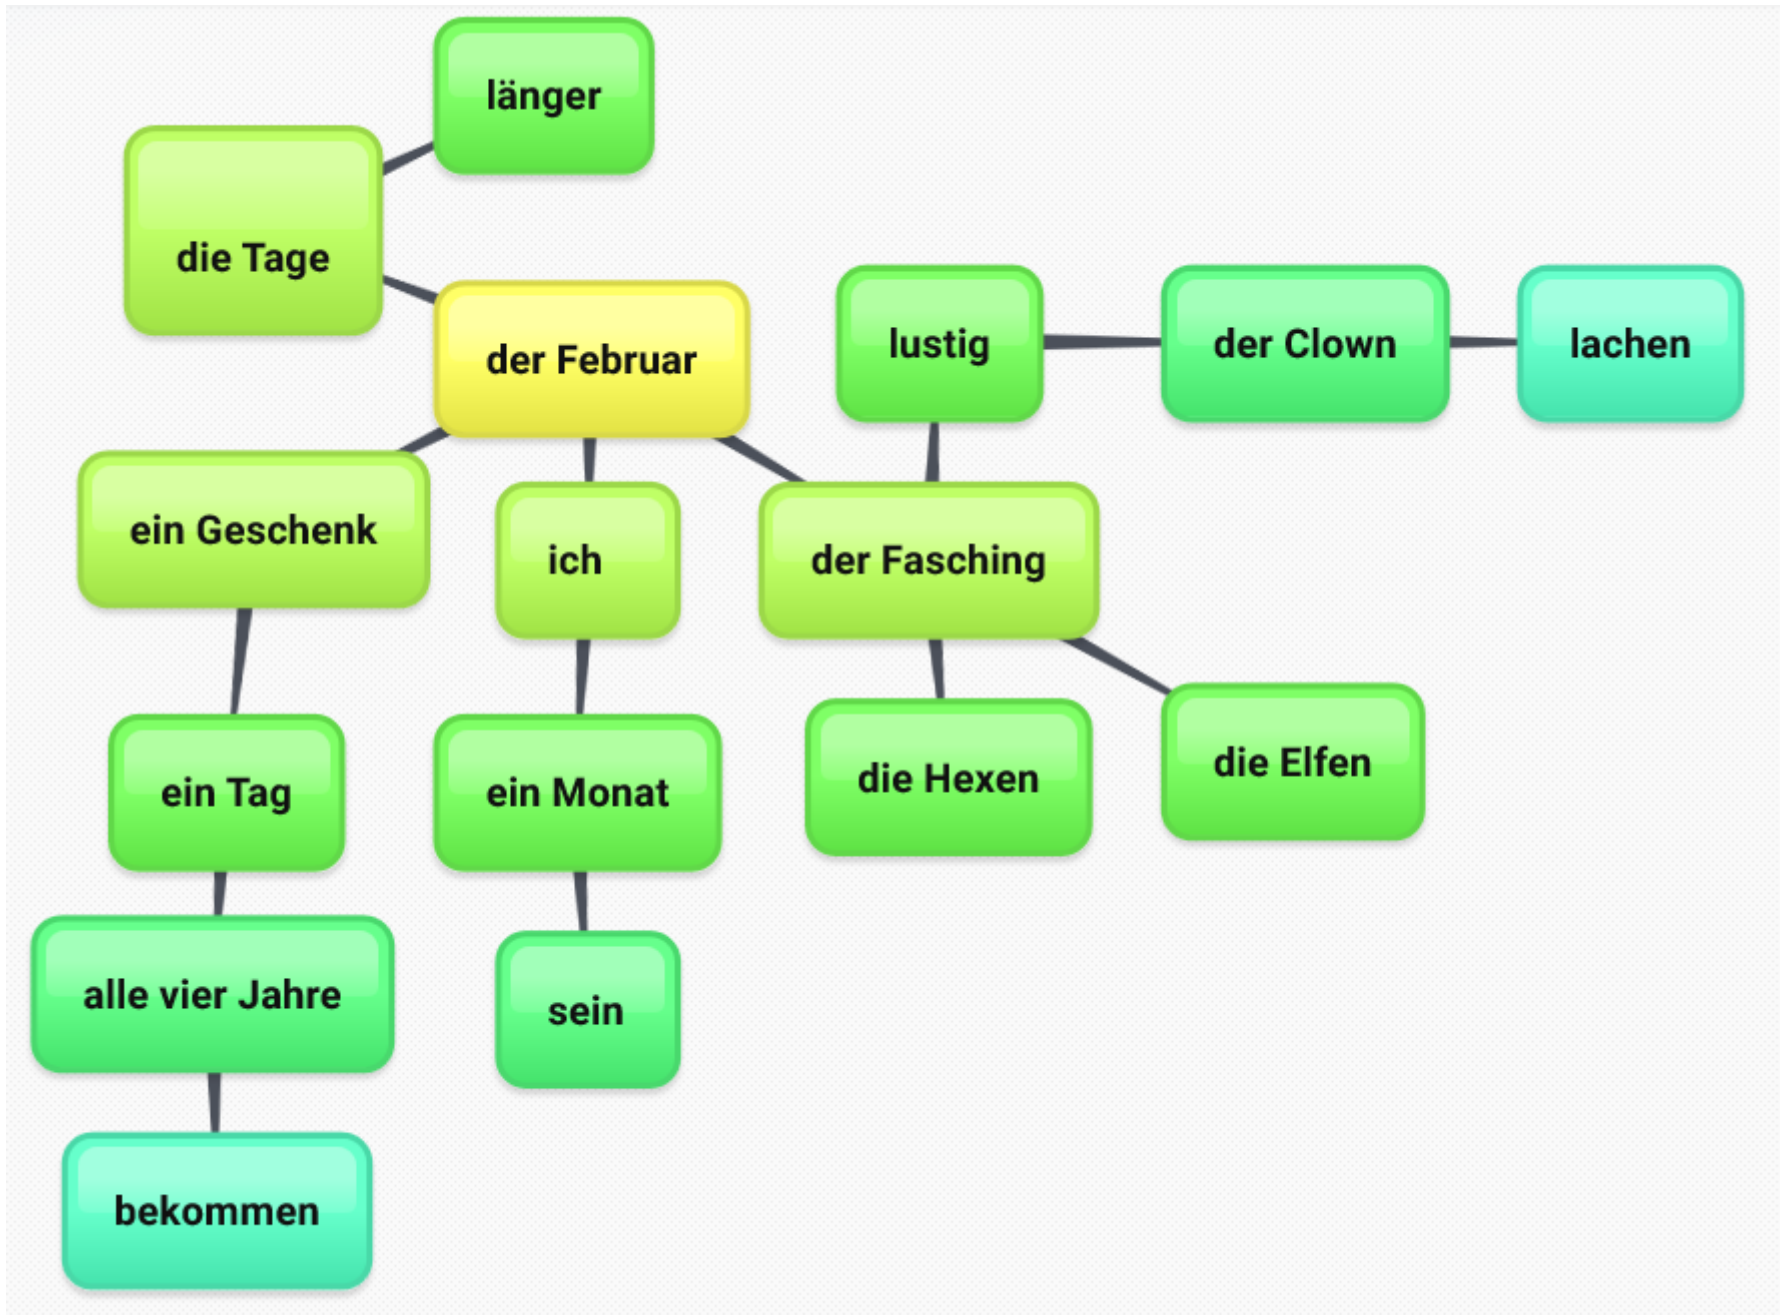 länger
die Tage
der Februar
lustig
der Clown
lachen
ein Geschenk
ich
der Fasching
ein Tag
ein Monat
die Hexen
die Elfen
alle vier Jahre
sein
bekommen